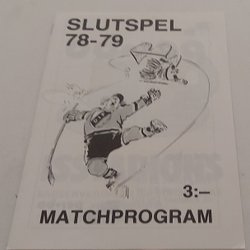 SLUTSPEL
78-79
3:—
MATCHPROGRAM